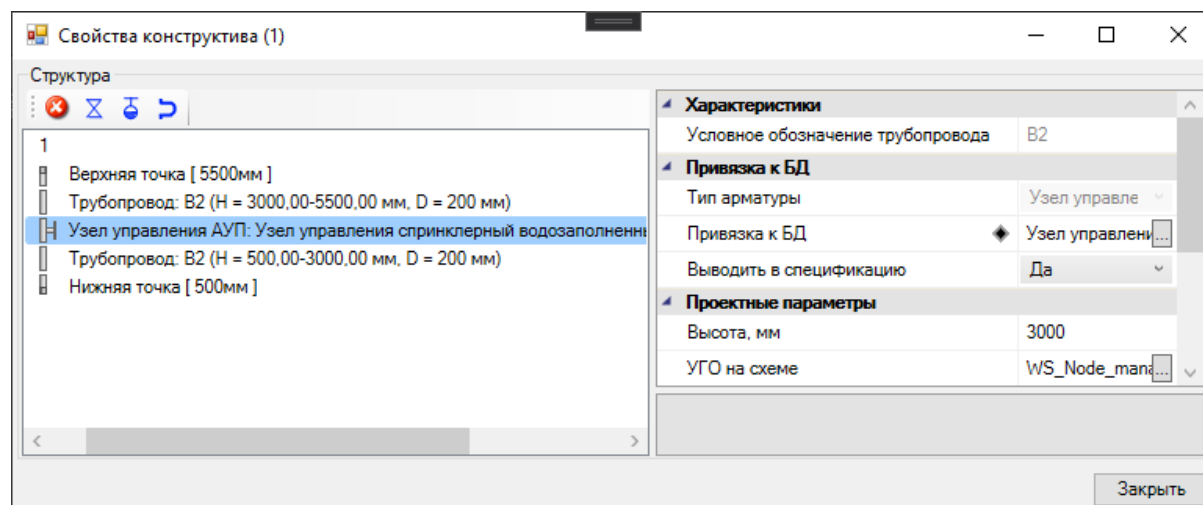 Свойства конструктива (1)
Структура
1
Верхняя точка [ 5500мм ]
Трубопровод: В2 (H = 3000,00-5500,00 мм, D = 200 мм)
Узел управления АУП: Узел управления спринклерный водозаполненнь
Трубопровод: В2 (H = 500,00-3000,00 мм, D = 200 мм)
Нижняя точка [ 500мм ]
Характеристики
Условное обозначение трубопровода В2
Привязка к БД
Тип арматуры Узел управле
Привязка к БД Узел управлени ...
Выводить в спецификацию Да
Проектные параметры
Высота, мм 3000
УГО на схеме WS_Node_mana ...
Закрыть